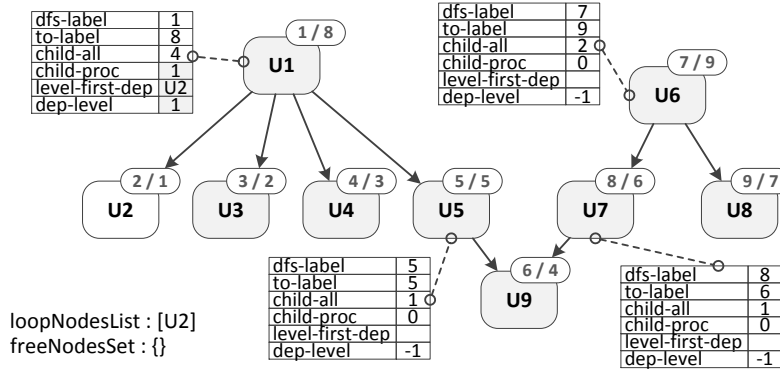 dfs-label 1
to-label 8
child-all 4
child-proc 1
level-first-dep U2
dep-level 1
1 / 8
U1
dfs-label 7
to-label 9
child-all 2
child-proc 0
level-first-dep
dep-level -1
7 / 9
U6
2 / 1
U2
3 / 2
U3
4 / 3
U4
5 / 5
U5
8 / 6
U7
9 / 7
U8
6 / 4
U9
dfs-label 5
to-label 5
child-all 1
child-proc 0
level-first-dep
dep-level -1
dfs-label 8
to-label 6
child-all 1
child-proc 0
level-first-dep
dep-level -1
loopNodesList : [U2]
freeNodesSet : {}